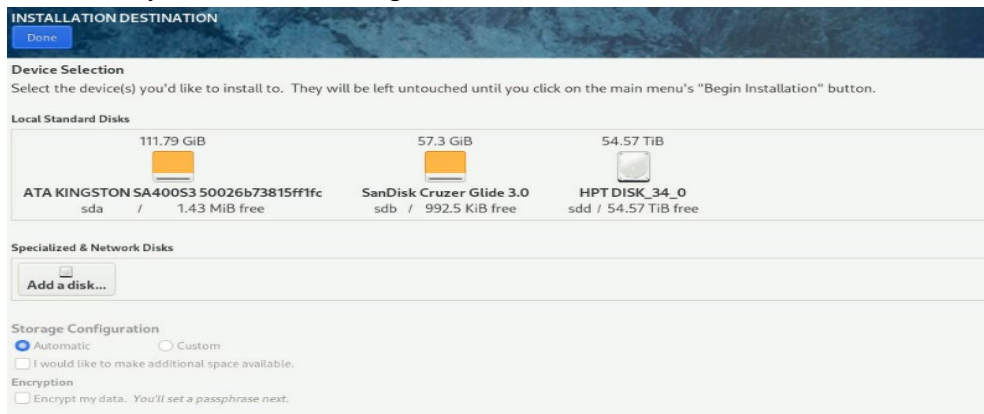 INSTALLATION DESTINATION
Done
Device Selection
Select the device(s) you'd like to install to. They will be left untouched until you click on the main menu's "Begin Installation" button.
Local Standard Disks
111.79 GiB 57.3 GiB 54.57 TiB
ATA KINGSTON SA400S3 50026b73815ff1fc SanDisk Cruzer Glide 3.0 HPT DISK_34_0
sda / 1.43 MiB free sdb / 992.5 KiB free sdd / 54.57 TiB free
Specialized & Network Disks
Add a disk...
Storage Configuration
Automatic Custom
I would like to make additional space available.
Encryption
Encrypt my data. You'll set a passphrase next.